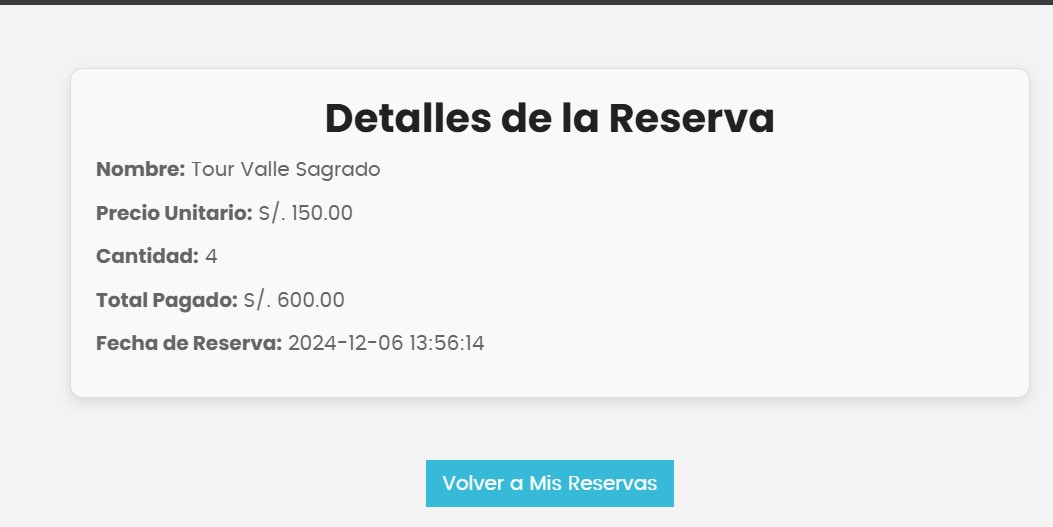 Detalles de la Reserva
Nombre: Tour Valle Sagrado
Precio Unitario: S/. 150.00
Cantidad: 4
Total Pagado: S/. 600.00
Fecha de Reserva: 2024-12-06 13:56:14
Volver a Mis Reservas